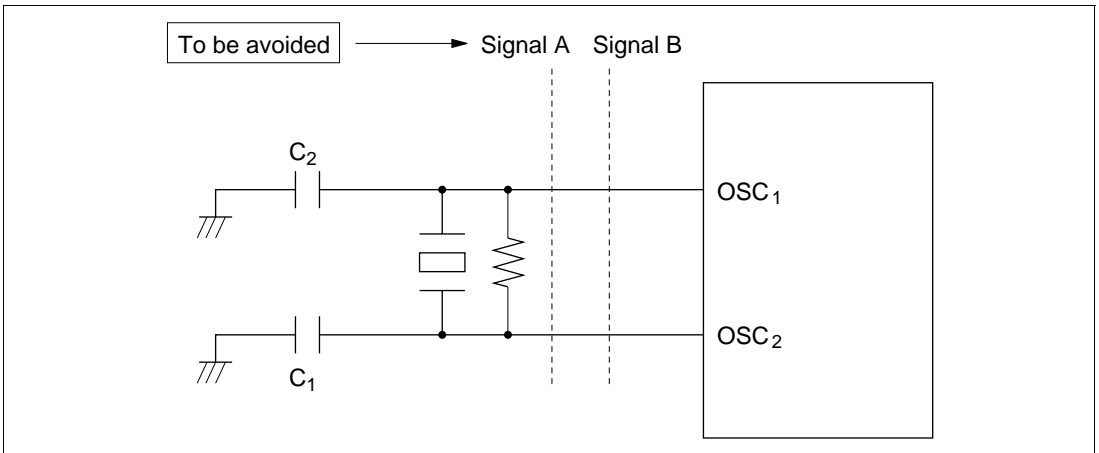 To be avoided
Signal A Signal B
C2
OSC1
OSC2
C1